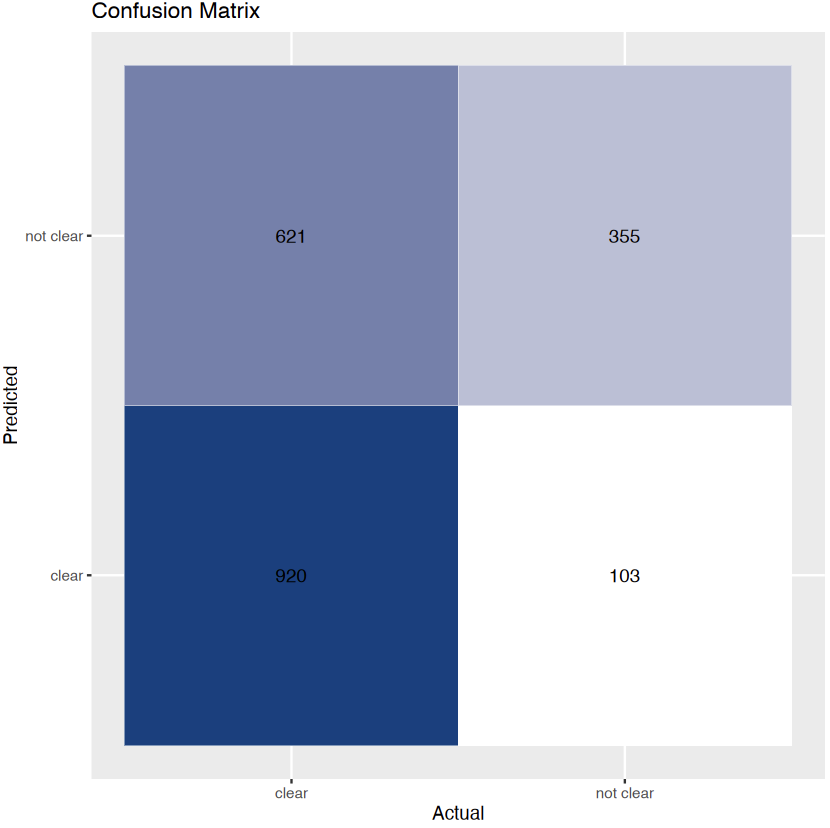 Confusion Matrix
Predicted
not clear
621
355
clear
920
103
clear
not clear
Actual